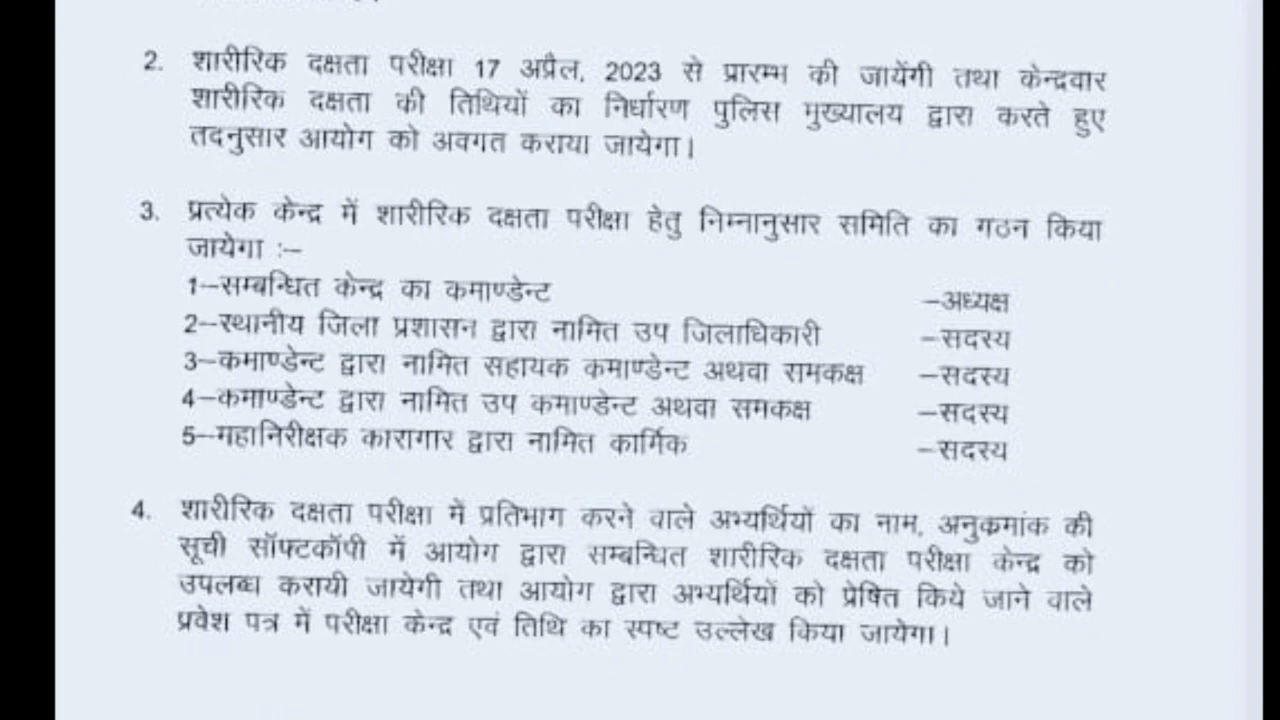 2. शारीरिक दक्षता परीक्षा 17 अप्रैल, 2023 से प्रारम्भ की जायेंगी तथा केन्द्रवार
शारीरिक दक्षता की तिथियों का निर्धारण पुलिस मुख्यालय द्वारा करते हुए
तदनुसार आयोग को अवगत कराया जायेगा।
3. प्रत्येक केन्द्र में शारीरिक दक्षता परीक्षा हेतु निम्नानुसार समिति का गठन किया
जायेगा :–
1–सम्बन्धित केन्द्र का कमाण्डेन्ट –अध्यक्ष
2–स्थानीय जिला प्रशासन द्वारा नामित उप जिलाधिकारी –सदस्य
3–कमाण्डेन्ट द्वारा नामित सहायक कमाण्डेन्ट अथवा समकक्ष –सदस्य
4–कमाण्डेन्ट द्वारा नामित उप कमाण्डेन्ट अथवा समकक्ष –सदस्य
5–महानिरीक्षक कारागार द्वारा नामित कार्मिक –सदस्य
4. शारीरिक दक्षता परीक्षा में प्रतिभाग करने वाले अभ्यर्थियों का नाम, अनुक्रमांक की
सूची सॉफ्टकॉपी में आयोग द्वारा सम्बन्धित शारीरिक दक्षता परीक्षा केन्द्र को
उपलब्ध करायी जायेगी तथा आयोग द्वारा अभ्यर्थियों को प्रेषित किये जाने वाले
प्रवेश पत्र में परीक्षा केन्द्र एवं तिथि का स्पष्ट उल्लेख किया जायेगा।